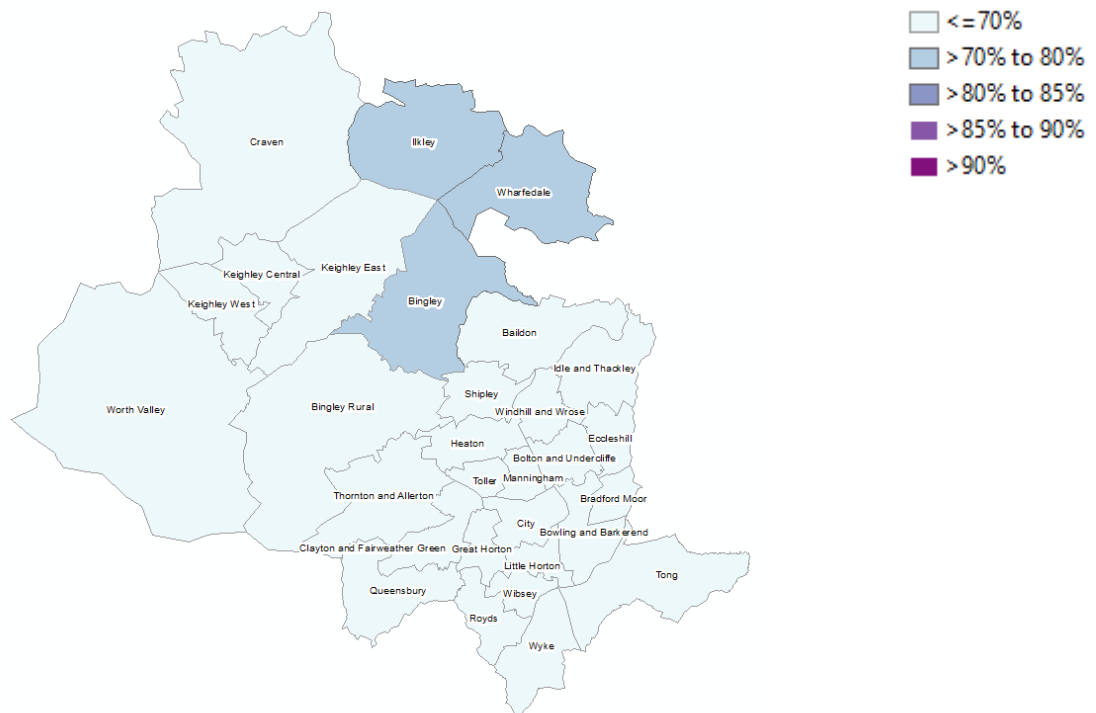 <=70%
>70% to 80%
>80% to 85%
>85% to 90%
>90%
Craven
Ilkley
Wharfedale
Keighley East
Keighley Central
Keighley West
Bingley
Baildon
Idle and Thackley
Shipley
Worth Valley
Bingley Rural
Windhill and Wrose
Heaton
Eccleshill
Bolton and Undercliffe
Toller
Manningham
Thornton and Allerton
Bradford Moor
City
Bowling and Barkerend
Clayton and Fairweather Green
Great Horton
Little Horton
Tong
Queensbury
Wibsey
Royds
Wyke